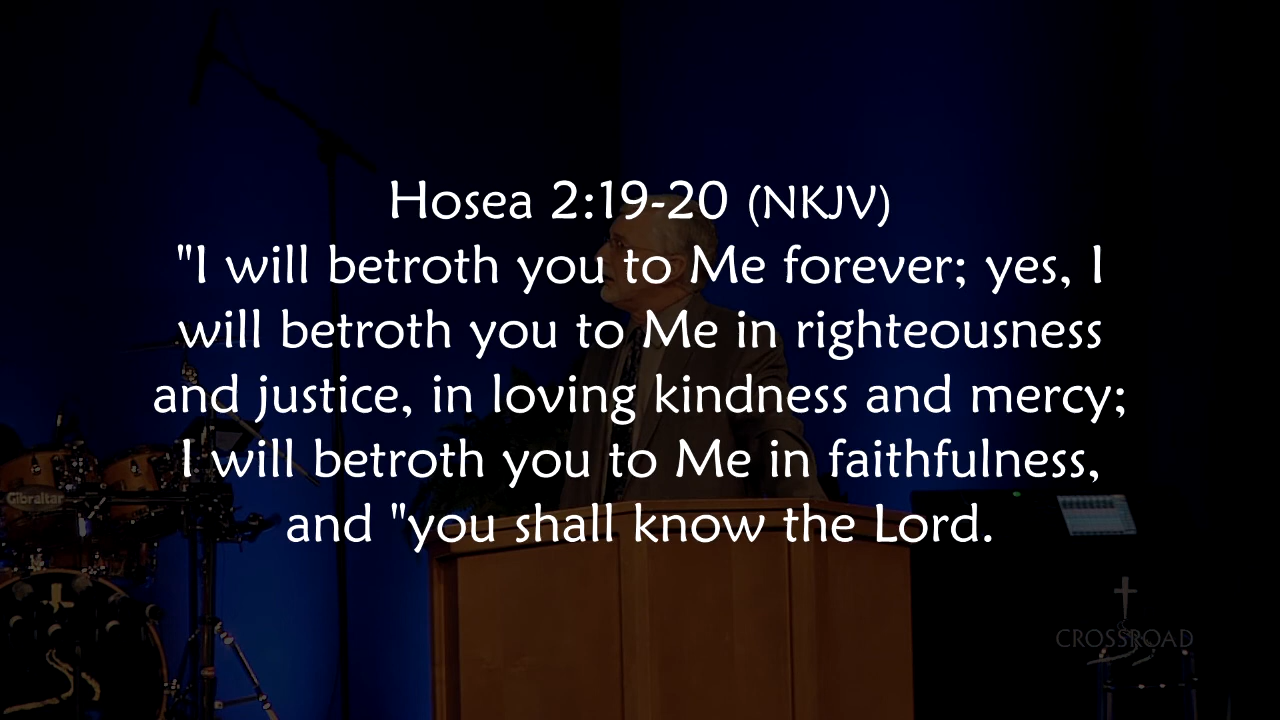 Hosea 2:19-20 (NKJV)
"I will betroth you to Me forever; yes, I
will betroth you to Me in righteousness
and justice, in loving kindness and mercy;
I will betroth you to Me in faithfulness,
and "you shall know the Lord.
Gibraltar
CROSSROAD